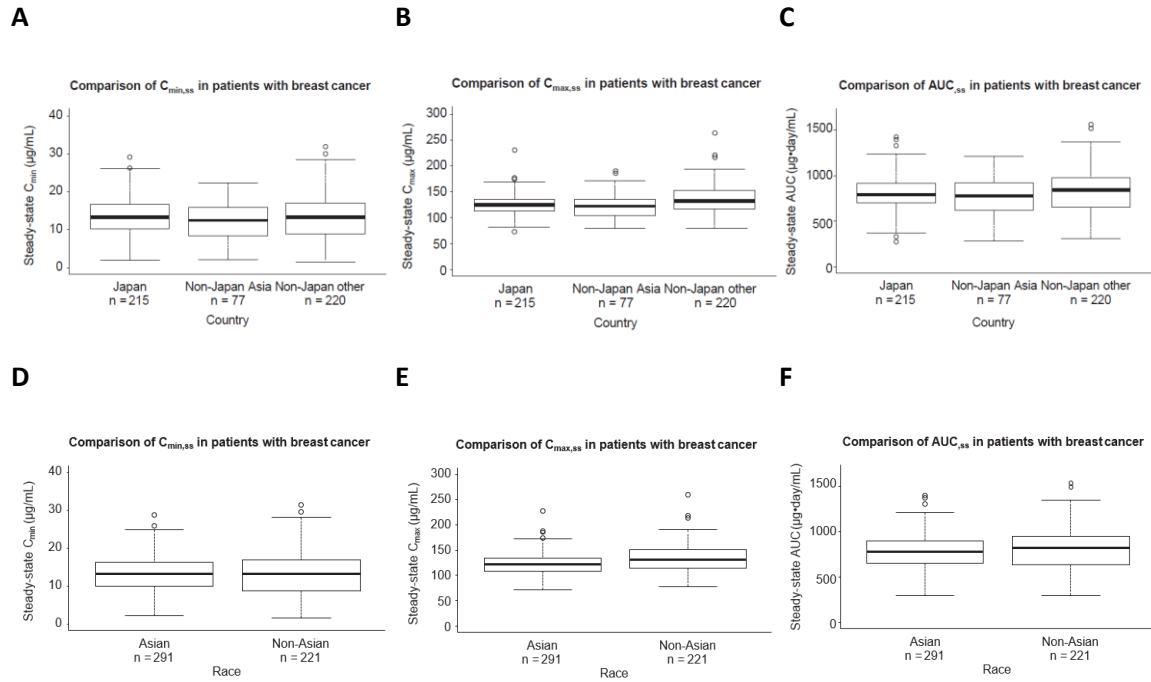 A
Comparison of Cmin,ss in patients with breast cancer
Steady-state Cmin (µg/mL)
40
30
20
10
0
Japan Non-Japan Asia Non-Japan other
n = 215 n = 77 n = 220
Country
B
Comparison of Cmax,ss in patients with breast cancer
Steady-state Cmax (µg/mL)
300
250
200
150
100
50
0
Japan Non-Japan Asia Non-Japan other
n = 215 n = 77 n = 220
Country
C
Comparison of AUC,ss in patients with breast cancer
Steady-state AUC (µg•day/mL)
1500
1000
500
0
Japan Non-Japan Asia Non-Japan other
n = 215 n = 77 n = 220
Country
D
Comparison of Cmin,ss in patients with breast cancer
Steady-state Cmin (µg/mL)
40
30
20
10
0
Asian Non-Asian
n = 291 n = 221
Race
E
Comparison of Cmax,ss in patients with breast cancer
Steady-state Cmax (µg/mL)
300
250
200
150
100
50
0
Asian Non-Asian
n = 291 n = 221
Race
F
Comparison of AUC,ss in patients with breast cancer
Steady-state AUC (µg•day/mL)
1500
1000
500
0
Asian Non-Asian
n = 291 n = 221
Race